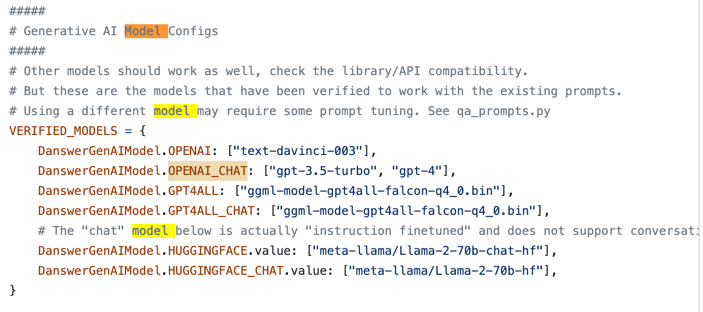 #####
# Generative AI Model Configs
#####
# Other models should work as well, check the library/API compatibility.
# But these are the models that have been verified to work with the existing prompts.
# Using a different model may require some prompt tuning. See qa_prompts.py
VERIFIED_MODELS = {
    DanswerGenAIModel.OPENAI: ["text-davinci-003"],
    DanswerGenAIModel.OPENAI_CHAT: ["gpt-3.5-turbo", "gpt-4"],
    DanswerGenAIModel.GPT4ALL: ["ggml-model-gpt4all-falcon-q4_0.bin"],
    DanswerGenAIModel.GPT4ALL_CHAT: ["ggml-model-gpt4all-falcon-q4_0.bin"],
    # The "chat" model below is actually "instruction finetuned" and does not support conversati
    DanswerGenAIModel.HUGGINGFACE.value: ["meta-llama/Llama-2-70b-chat-hf"],
    DanswerGenAIModel.HUGGINGFACE_CHAT.value: ["meta-llama/Llama-2-70b-hf"],
}